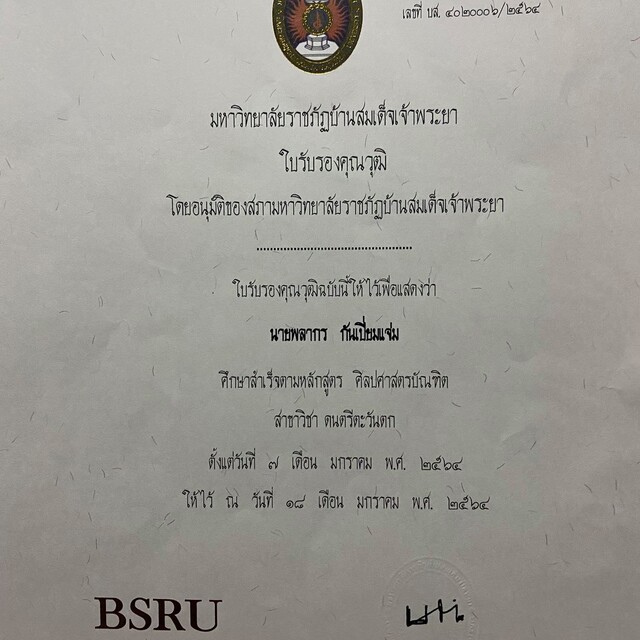 เลขที่ บส. ๔๐๒๐๐๐๖/๒๕๖๔
มหาวิทยาลัยราชภัฏบ้านสมเด็จเจ้าพระยา
ใบรับรองคุณวุฒิ
โดยอนุมัติของสภามหาวิทยาลัยราชภัฏบ้านสมเด็จเจ้าพระยา
ใบรับรองคุณวุฒิฉบับนี้ให้ไว้เพื่อแสดงว่า
นายพลากร กันเปี่ยมแจ่ม
ศึกษาสำเร็จตามหลักสูตร ศิลปศาสตรบัณฑิต
สาขาวิชา ดนตรีตะวันตก
ตั้งแต่วันที่ ๗ เดือน มกราคม พ.ศ. ๒๕๖๔
ให้ไว้ ณ วันที่ ๑๘ เดือน มกราคม พ.ศ. ๒๕๖๔
BSRU